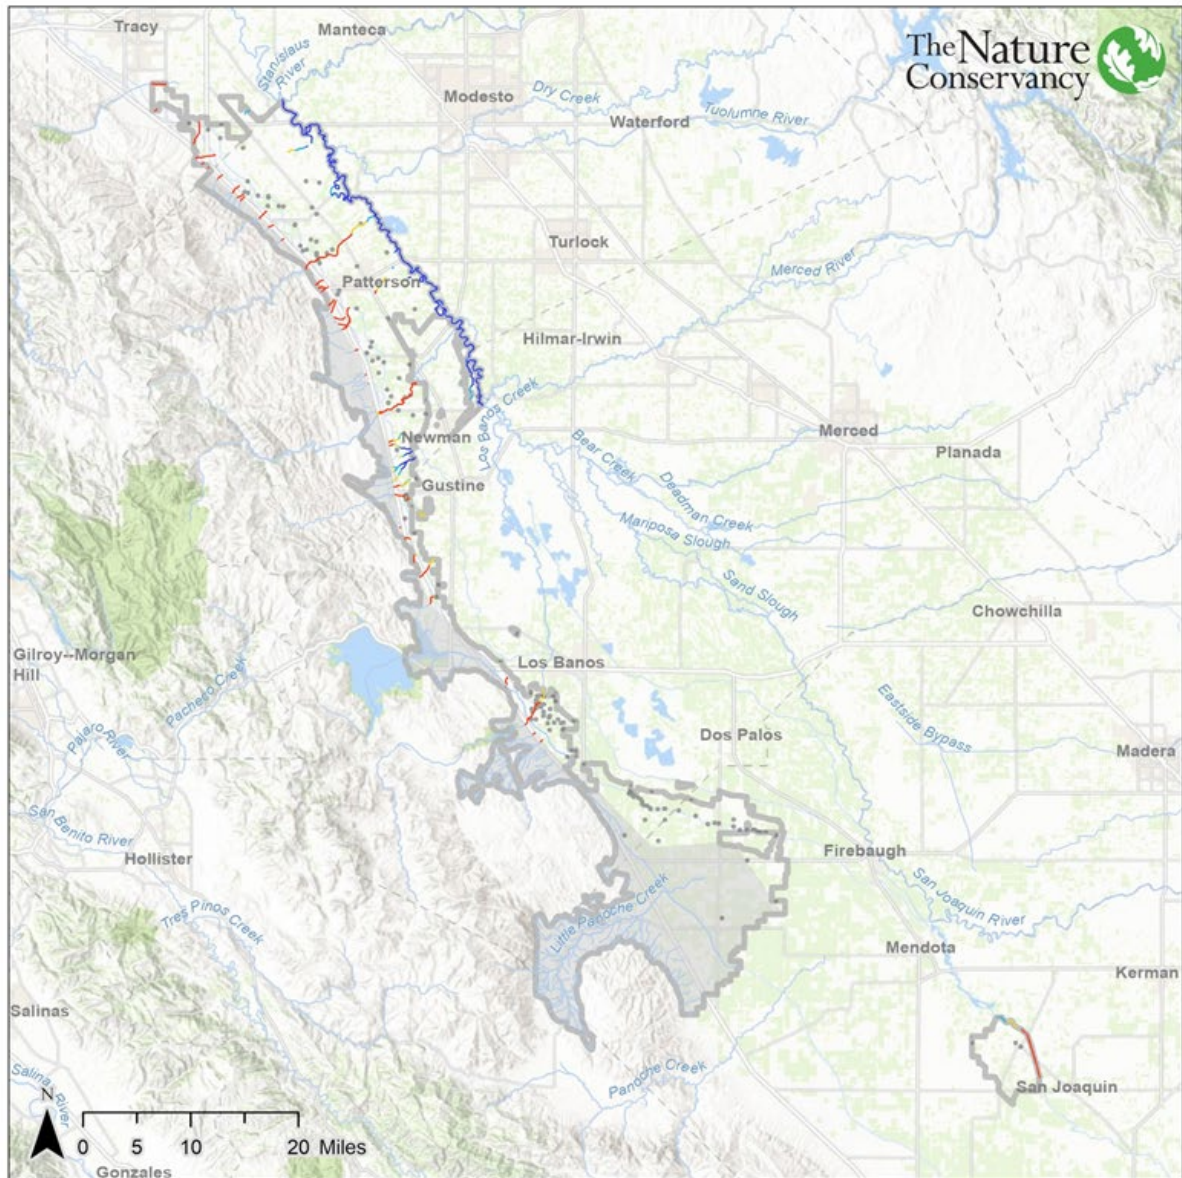 Tracy
Manteca
The Nature
Conservancy
Stanislaus
River
Modesto
Dry Creek
Tuolumne River
Waterford
Turlock
Merced River
Patterson
Hilmar-Irwin
Los Banos Creek
Newman
Merced
Bear Creek
Planada
Gustine
Deadman Creek
Mariposa Slough
Sand Slough
Chowchilla
Gilroy--Morgan
Hill
Los Banos
Pacheco Creek
Eastside Bypass
Pajaro River
Dos Palos
Madera
San Benito River
Hollister
Firebaugh
Little Panoche Creek
San Joaquin River
Tres Pinos Creek
Mendota
Kerman
Salinas
Panoche Creek
San Joaquin
Salinas
River
N
0 5 10 20 Miles
Gonzales